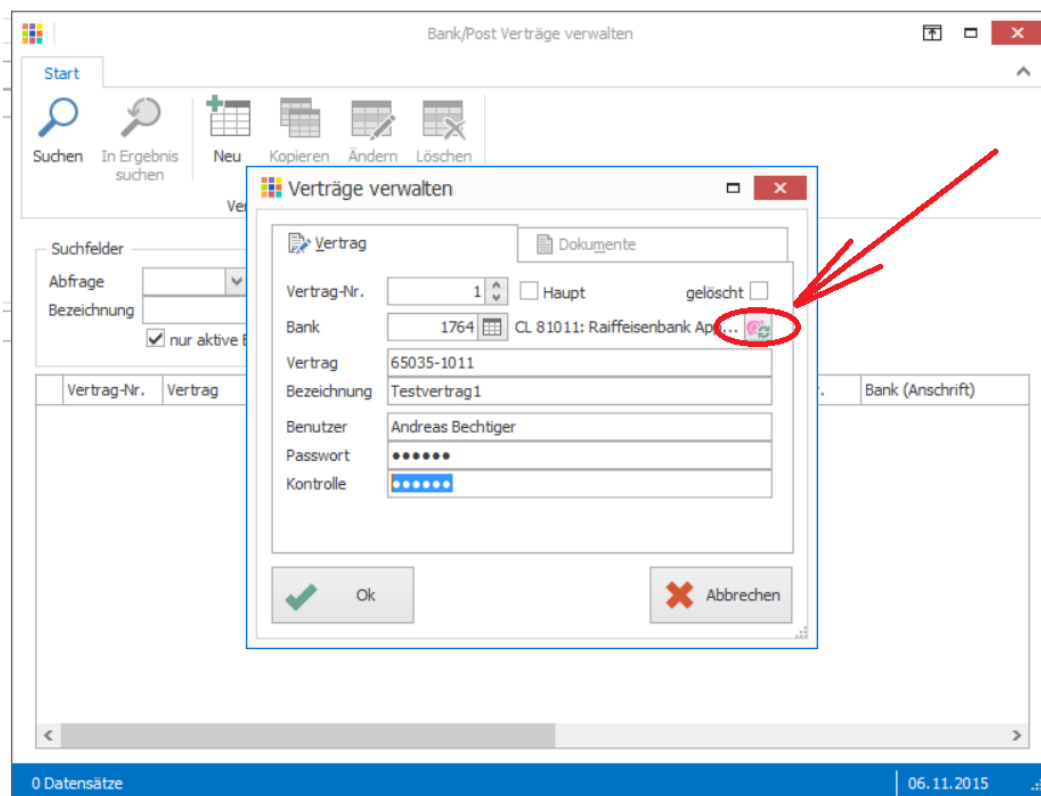 Bank/Post Verträge verwalten
Start
Suchen
In Ergebnis
suchen
Neu
Kopieren
Ändern
Löschen
Ver
Verträge verwalten
Vertrag
Dokumente
Suchfelder
Abfrage
Bezeichnung
nur aktive
Vertrag-Nr. 1 Haupt gelöscht
Bank 1764 CL 81011: Raiffeisenbank App...
Vertrag 65035-1011
Bezeichnung Testvertrag1
Benutzer Andreas Bechtiger
Passwort ••••••
Kontrolle ••••••
Vertrag-Nr. Vertrag Bank (Anschrift)
Ok
Abbrechen
0 Datensätze
06.11.2015